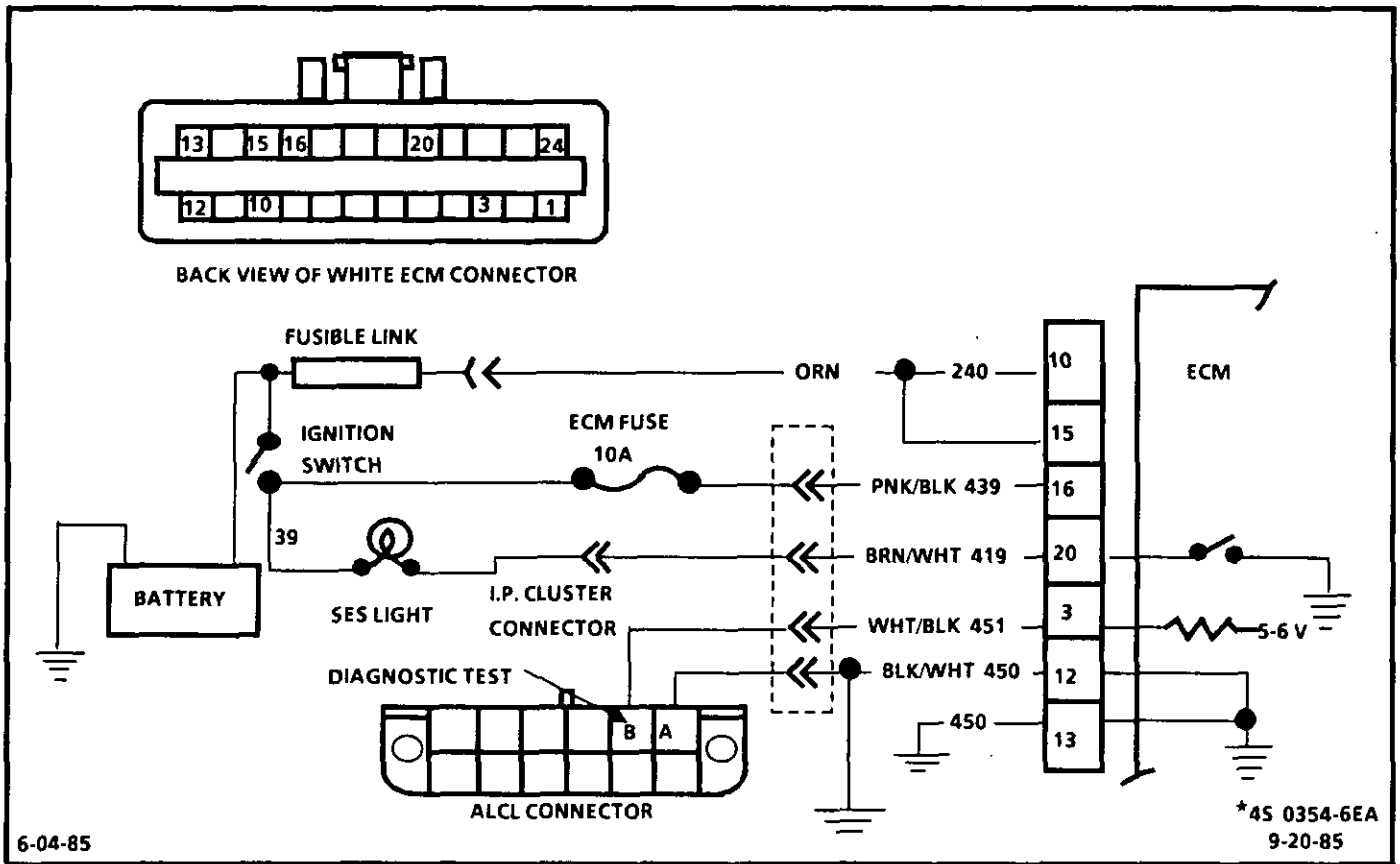 13 15 16 20 24
12 10 3 1
BACK VIEW OF WHITE ECM CONNECTOR
FUSIBLE LINK
ORN
240
10
ECM
15
IGNITION
SWITCH
ECM FUSE
10A
PNK/BLK 439
16
39
BRN/WHT 419
20
BATTERY
SES LIGHT
I.P. CLUSTER
CONNECTOR
WHT/BLK 451
3
5-6 V
DIAGNOSTIC TEST
BLK/WHT 450
12
B A
450
13
ALCL CONNECTOR
6-04-85
*4S 0354-6EA
9-20-85